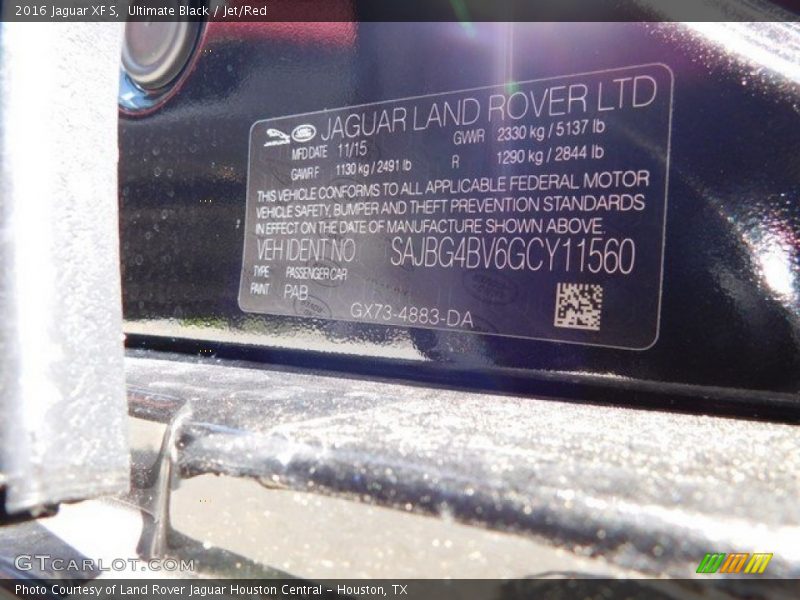 2016 Jaguar XF S, Ultimate Black / Jet/Red
JAGUAR LAND ROVER LTD
MFD DATE 11/15 GWR 2330 kg / 5137 lb
GAWR F 1130 kg / 2491 lb R 1290 kg / 2844 lb
THIS VEHICLE CONFORMS TO ALL APPLICABLE FEDERAL MOTOR
VEHICLE SAFETY, BUMPER AND THEFT PREVENTION STANDARDS
IN EFFECT ON THE DATE OF MANUFACTURE SHOWN ABOVE.
VEH IDENT NO SAJBG4BV6GCY11560
TYPE PASSENGER CAR
PAINT PAB
GX73-4883-DA
GTCARLOT.COM
Photo Courtesy of Land Rover Jaguar Houston Central - Houston, TX